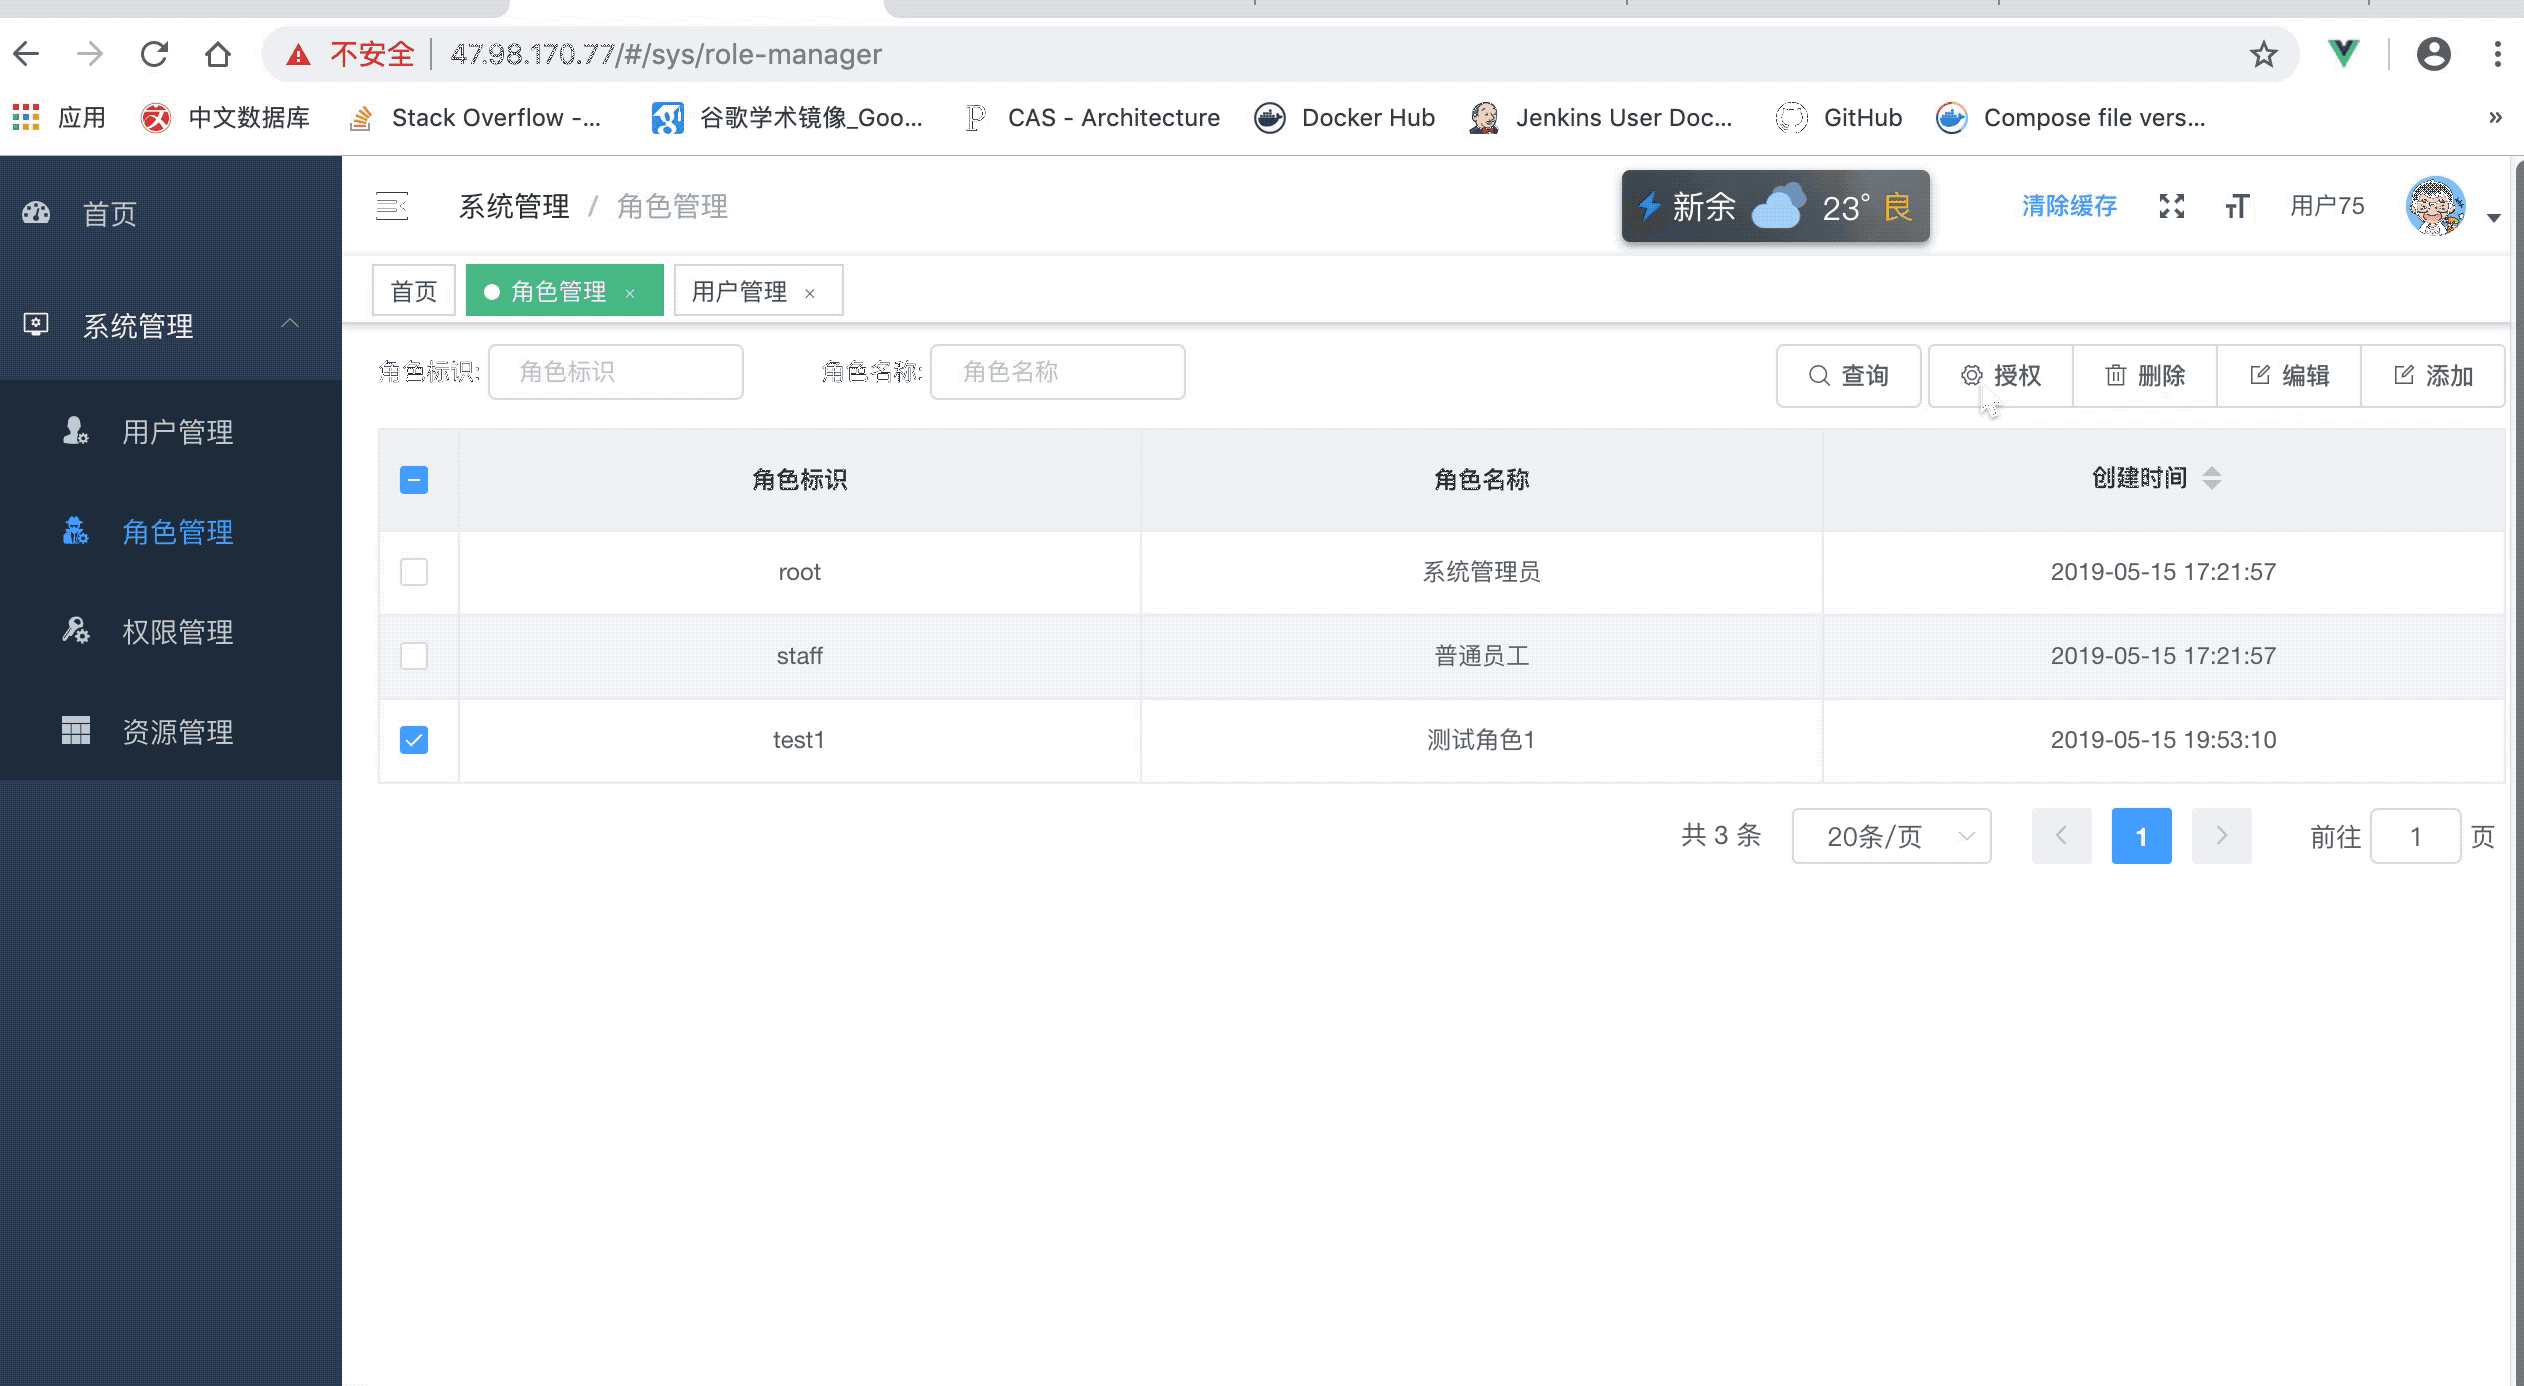 不安全 47.98.170.77/#/sys/role-manager
应用 中文数据库 Stack Overflow -... 谷歌学术镜像_Goo... CAS - Architecture Docker Hub Jenkins User Doc... GitHub Compose file vers... »
首页
系统管理
用户管理
角色管理
权限管理
资源管理
系统管理 / 角色管理 新余 23° 良 清除缓存 用户75
首页 角色管理 × 用户管理 ×
角色标识: 角色标识 角色名称: 角色名称 查询 授权 删除 编辑 添加
角色标识 角色名称 创建时间
root 系统管理员 2019-05-15 17:21:57
staff 普通员工 2019-05-15 17:21:57
test1 测试角色1 2019-05-15 19:53:10
共 3 条 20条/页 1 前往 1 页